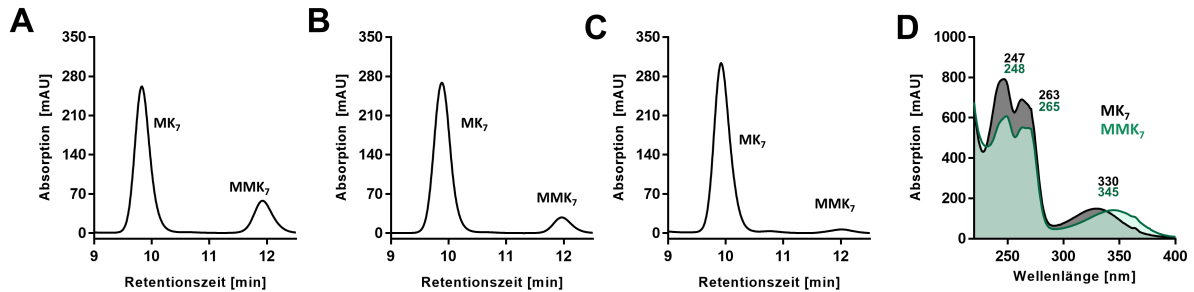 A
350
280
210
140
70
0
Absorption [mAU]
MK7
MMK7
9
10
11
12
Retentionszeit [min]
B
350
280
210
140
70
0
Absorption [mAU]
MK7
MMK7
9
10
11
12
Retentionszeit [min]
C
350
280
210
140
70
0
Absorption [mAU]
MK7
MMK7
9
10
11
12
Retentionszeit [min]
D
1000
800
600
400
200
0
Absorption [mAU]
247
248
263
265
MK7
MMK7
330
345
250
300
350
400
Wellenlänge [nm]